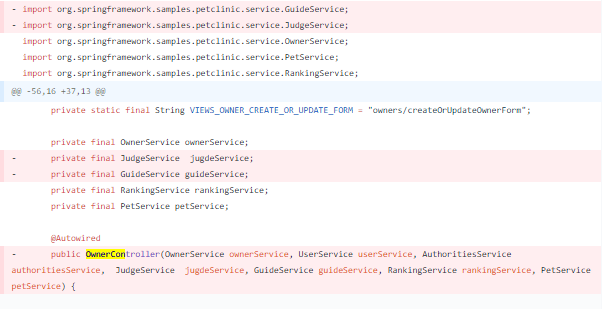 - import org.springframework.samples.petclinic.service.GuideService;
- import org.springframework.samples.petclinic.service.JudgeService;
import org.springframework.samples.petclinic.service.OwnerService;
import org.springframework.samples.petclinic.service.PetService;
import org.springframework.samples.petclinic.service.RankingService;
@@ -56,16 +37,13 @@
private static final String VIEWS_OWNER_CREATE_OR_UPDATE_FORM = "owners/createOrUpdateOwnerForm";
private final OwnerService ownerService;
- private final JudgeService  jugdeService;
- private final GuideService guideService;
private final RankingService rankingService;
private final PetService petService;
@Autowired
- public OwnerController(OwnerService ownerService, UserService userService, AuthoritiesService
authoritiesService,  JudgeService  jugdeService, GuideService guideService, RankingService rankingService, PetService
petService) {